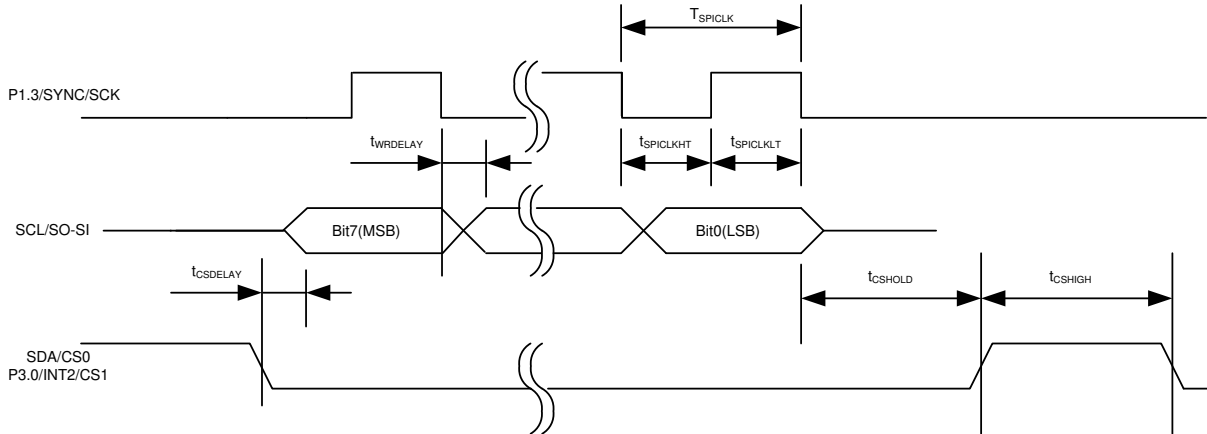 TSPICLK
P1.3/SYNC/SCK
tWRDELAY
tSPICLKHT
tSPICLKLT
SCL/SO-SI
Bit7(MSB)
Bit0(LSB)
tCSDELAY
tCSHOLD
tCSHIGH
SDA/CS0
P3.0/INT2/CS1